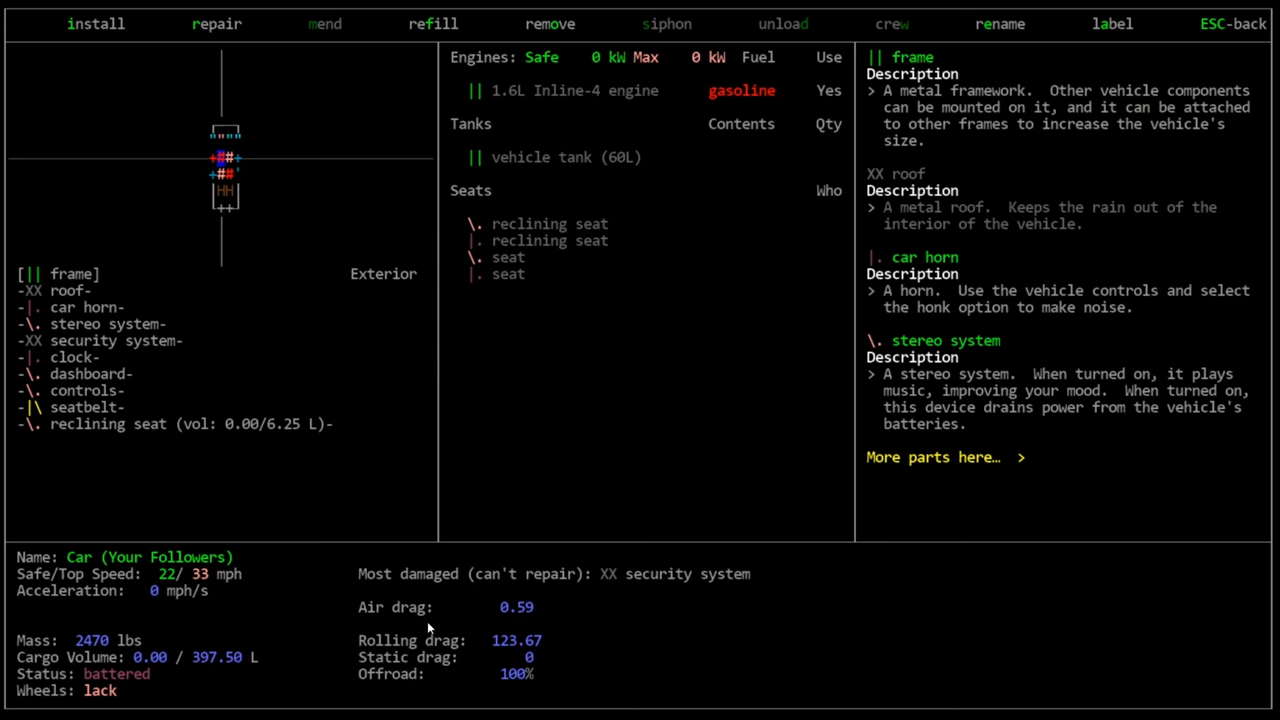 install repair mend refill remove siphon unload crew rename label ESC-back
[|| frame] Exterior
-XX roof-
-|. car horn-
-\. stereo system-
-XX security system-
-|. clock-
-\. dashboard-
-\. controls-
-|\ seatbelt-
-\. reclining seat (vol: 0.00/6.25 L)-
Engines: Safe 0 kW Max 0 kW Fuel Use
|| 1.6L Inline-4 engine gasoline Yes
Tanks Contents Qty
|| vehicle tank (60L)
Seats Who
\. reclining seat
|. reclining seat
\. seat
|. seat
|| frame
Description
> A metal framework. Other vehicle components
can be mounted on it, and it can be attached
to other frames to increase the vehicle's
size.
XX roof
Description
> A metal roof. Keeps the rain out of the
interior of the vehicle.
|. car horn
Description
> A horn. Use the vehicle controls and select
the honk option to make noise.
\. stereo system
Description
> A stereo system. When turned on, it plays
music, improving your mood. When turned on,
this device drains power from the vehicle's
batteries.
More parts here… >
Name: Car (Your Followers)
Safe/Top Speed: 22/ 33 mph
Acceleration: 0 mph/s
Mass: 2470 lbs
Cargo Volume: 0.00 / 397.50 L
Status: battered
Wheels: lack
Most damaged (can't repair): XX security system
Air drag: 0.59
Rolling drag: 123.67
Static drag: 0
Offroad: 100%